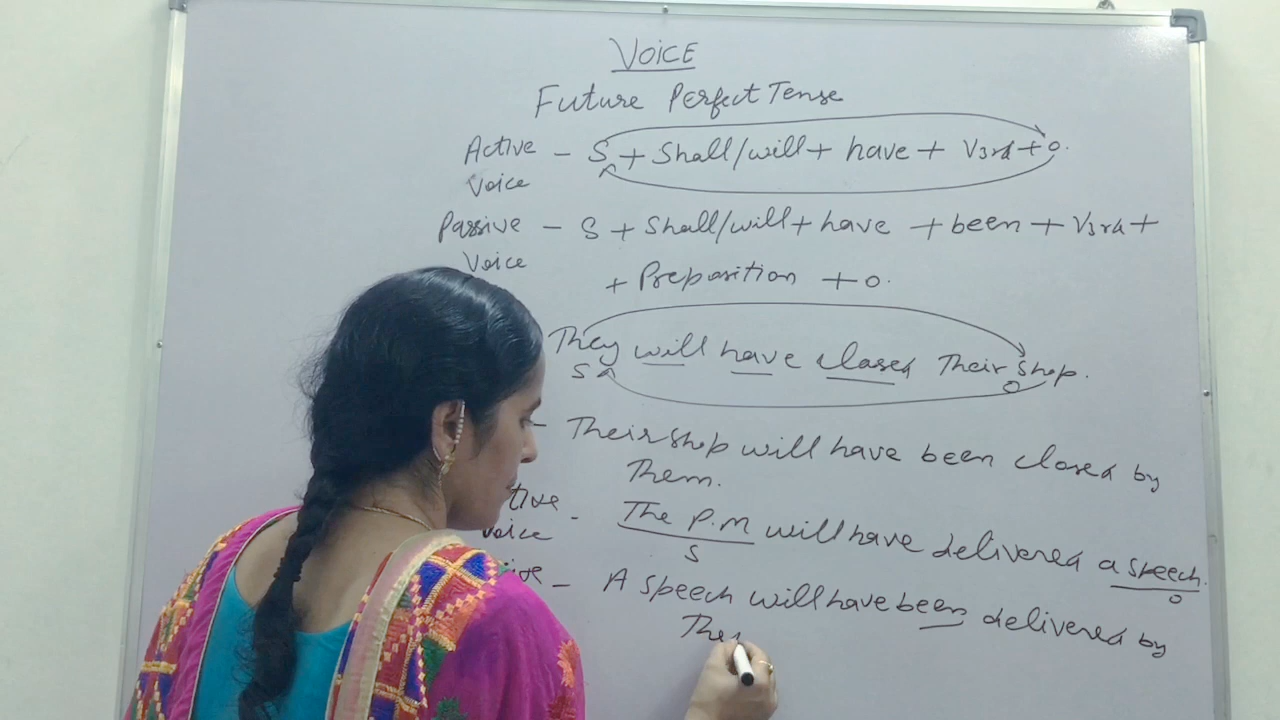 VOICE
Future Perfect Tense
Active - S + Shall/will + have + V3rd + O.
Voice
Passive - S + Shall/will + have + been + V3rd +
Voice
+ Preposition + O.
They will have closed Their shop.
S O
- Their shop will have been closed by
Them.
tive - The P.M will have delivered a speech.
Voice S O
ive - A speech will have been delivered by
The